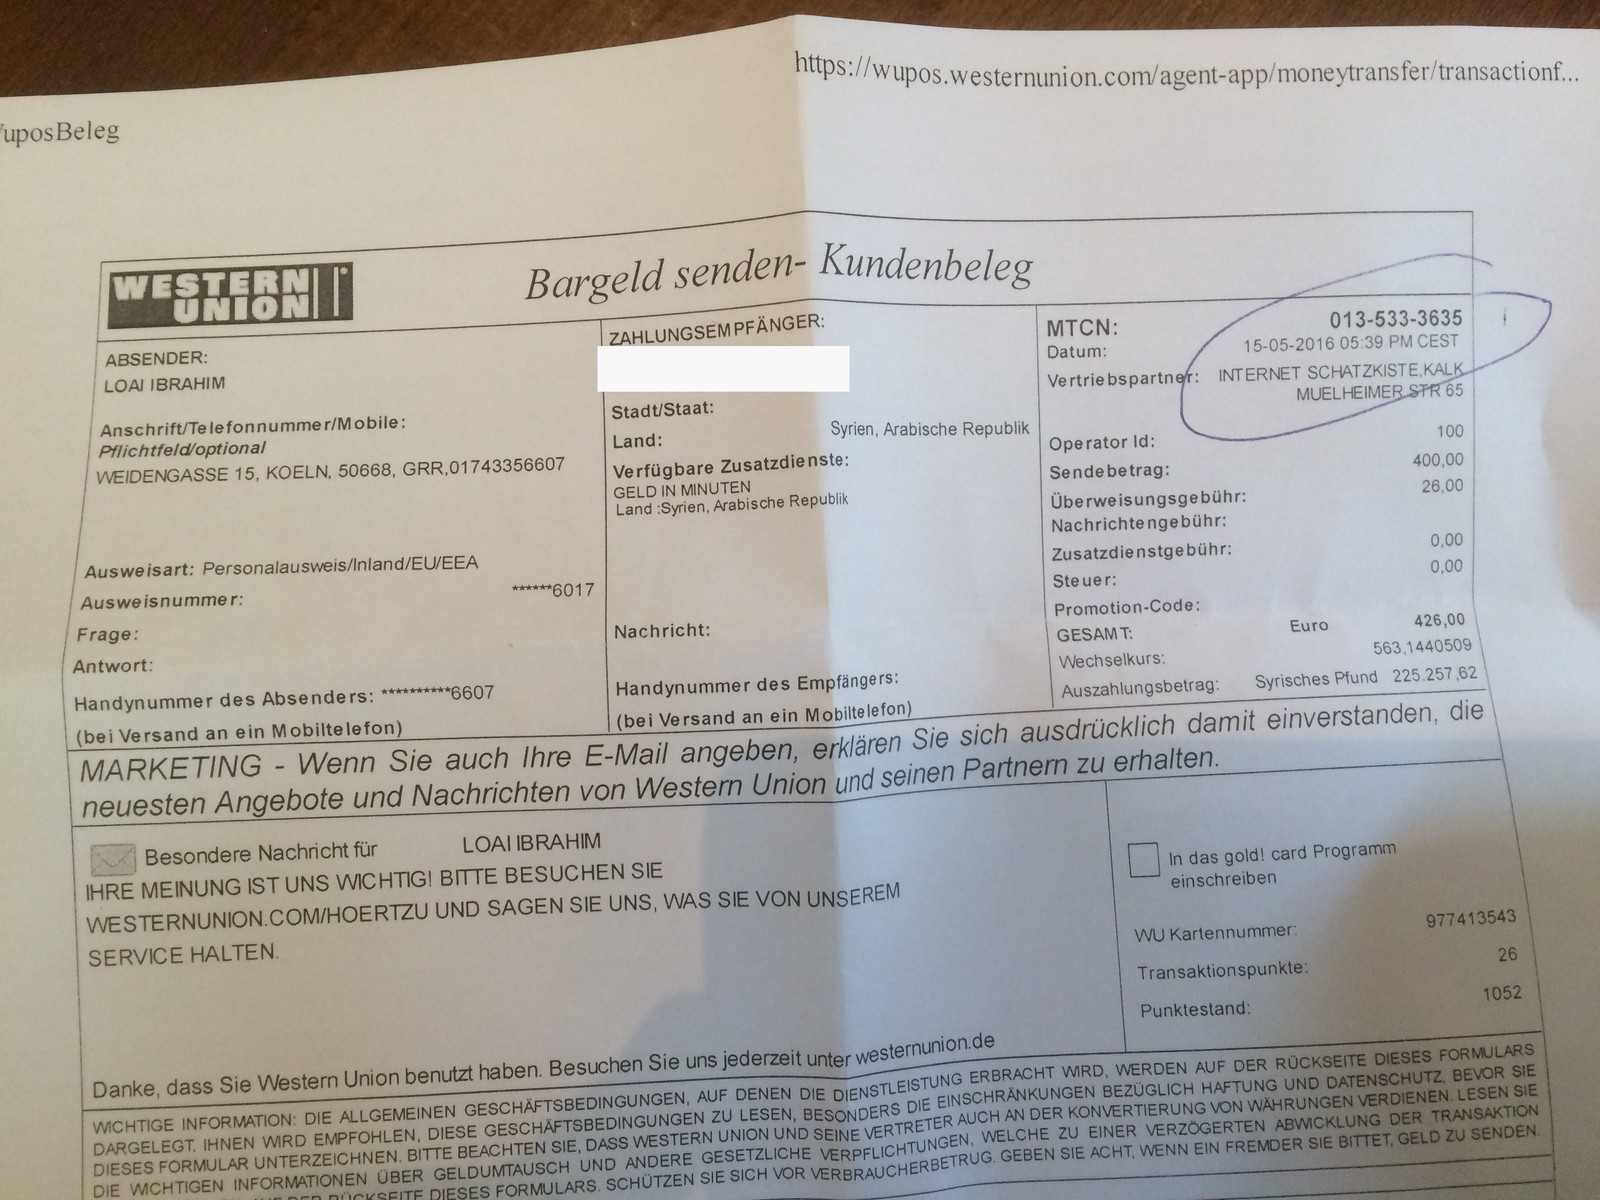 https://wupos.westernunion.com/agent-app/moneytransfer/transactionf...
uposBeleg
WESTERN UNION
Bargeld senden- Kundenbeleg
ABSENDER:
LOAI IBRAHIM
Anschrift/Telefonnummer/Mobile:
Pflichtfeld/optional
WEIDENGASSE 15, KOELN, 50668, GRR,01743356607
Ausweisart: Personalausweis/Inland/EU/EEA
Ausweisnummer: ******6017
Frage:
Antwort:
Handynummer des Absenders: **********6607
(bei Versand an ein Mobiltelefon)
ZAHLUNGSEMPFÄNGER:
Stadt/Staat:
Land: Syrien, Arabische Republik
Verfügbare Zusatzdienste:
GELD IN MINUTEN
Land :Syrien, Arabische Republik
Nachricht:
Handynummer des Empfängers:
(bei Versand an ein Mobiltelefon)
MTCN: 013-533-3635
Datum: 15-05-2016 05:39 PM CEST
Vertriebspartner: INTERNET SCHATZKISTE,KALK
MUELHEIMER STR 65
Operator Id: 100
Sendebetrag: 400,00
Überweisungsgebühr: 26,00
Nachrichtengebühr:
Zusatzdienstgebühr: 0,00
Steuer: 0,00
Promotion-Code:
GESAMT: Euro 426,00
Wechselkurs: 563,1440509
Auszahlungsbetrag: Syrisches Pfund 225.257,62
MARKETING - Wenn Sie auch Ihre E-Mail angeben, erklären Sie sich ausdrücklich damit einverstanden, die
neuesten Angebote und Nachrichten von Western Union und seinen Partnern zu erhalten.
Besondere Nachricht für LOAI IBRAHIM
IHRE MEINUNG IST UNS WICHTIG! BITTE BESUCHEN SIE
WESTERNUNION.COM/HOERTZU UND SAGEN SIE UNS, WAS SIE VON UNSEREM
SERVICE HALTEN.
In das gold! card Programm
einschreiben
WU Kartennummer: 977413543
Transaktionspunkte: 26
Punktestand: 1052
Danke, dass Sie Western Union benutzt haben. Besuchen Sie uns jederzeit unter westernunion.de
WICHTIGE INFORMATION: DIE ALLGEMEINEN GESCHÄFTSBEDINGUNGEN, AUF DENEN DIE DIENSTLEISTUNG ERBRACHT WIRD, WERDEN AUF DER RÜCKSEITE DIESES FORMULARS
DARGELEGT. IHNEN WIRD EMPFOHLEN, DIESE GESCHÄFTSBEDINGUNGEN ZU LESEN, BESONDERS DIE EINSCHRÄNKUNGEN BEZÜGLICH HAFTUNG UND DATENSCHUTZ, BEVOR SIE
DIESES FORMULAR UNTERZEICHNEN. BITTE BEACHTEN SIE, DASS WESTERN UNION UND SEINE VERTRETER AUCH AN DER KONVERTIERUNG VON WÄHRUNGEN VERDIENEN. LESEN SIE
DIE WICHTIGEN INFORMATIONEN ÜBER GELDUMTAUSCH UND ANDERE GESETZLICHE VERPFLICHTUNGEN, WELCHE ZU EINER VERZÖGERTEN ABWICKLUNG DER TRANSAKTION
RÜCKSEITE DIESES FORMULARS. SCHÜTZEN SIE SICH VOR VERBRAUCHERBETRUG. GEBEN SIE ACHT, WENN EIN FREMDER SIE BITTET, GELD ZU SENDEN.